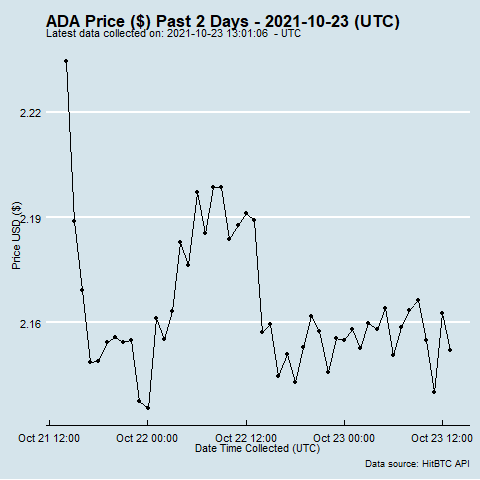 ADA Price ($) Past 2 Days - 2021-10-23 (UTC)
Latest data collected on: 2021-10-23 13:01:06 - UTC
2.22
2.19
2.16
Price USD ($)
Oct 21 12:00
Oct 22 00:00
Oct 22 12:00
Oct 23 00:00
Oct 23 12:00
Date Time Collected (UTC)
Data source: HitBTC API